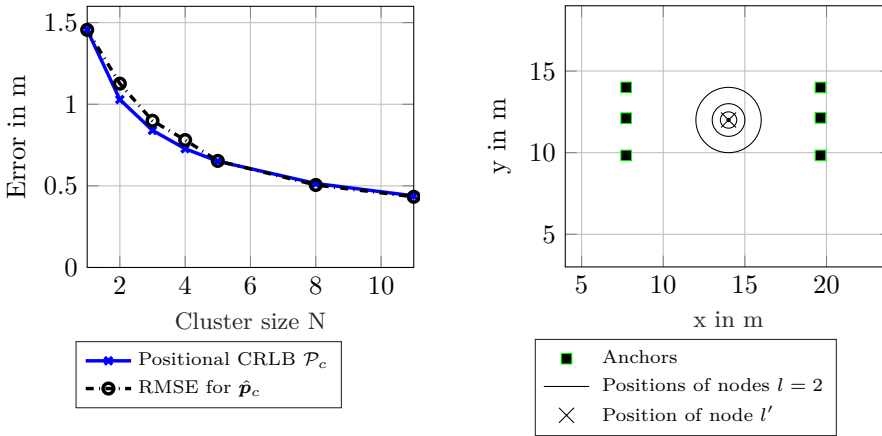 1.5
1
0.5
0
2 4 6 8 10
Error in m
Cluster size N
Positional CRLB 𝒫_c
RMSE for p̂_c
15
10
5
5 10 15 20
y in m
x in m
Anchors
Positions of nodes l = 2
Position of node l′